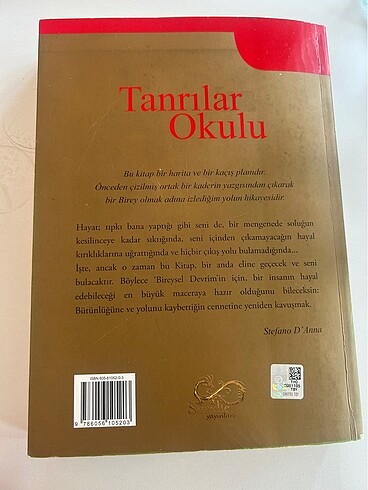 Tanrılar
Okulu
Bu kitap bir harita ve bir kaçış planıdır.
Önceden çizilmiş ortak bir kaderin yazgısından çıkarak
bir Birey olmak adına izlediğim yolun hikayesidir.
Hayat; tıpkı bana yaptığı gibi seni de, bir mengenede soluğun
kesilinceye kadar sıktığında, seni içinden çıkamayacağın hayal
kırıklıklarına uğrattığında ve hiçbir çıkış yolu bulamadığında...
İşte, ancak o zaman bu Kitap, bir anda eline geçecek ve seni
bulacaktır. Böylece 'Bireysel Devrim'in için, bir insanın hayal
edebileceği en büyük maceraya hazır olduğunu bileceksin:
Bütünlüğüne ve yolunu kaybettiğin cennetine yeniden kavuşmak.
Stefano D'Anna
9 786056 105203
yayınları